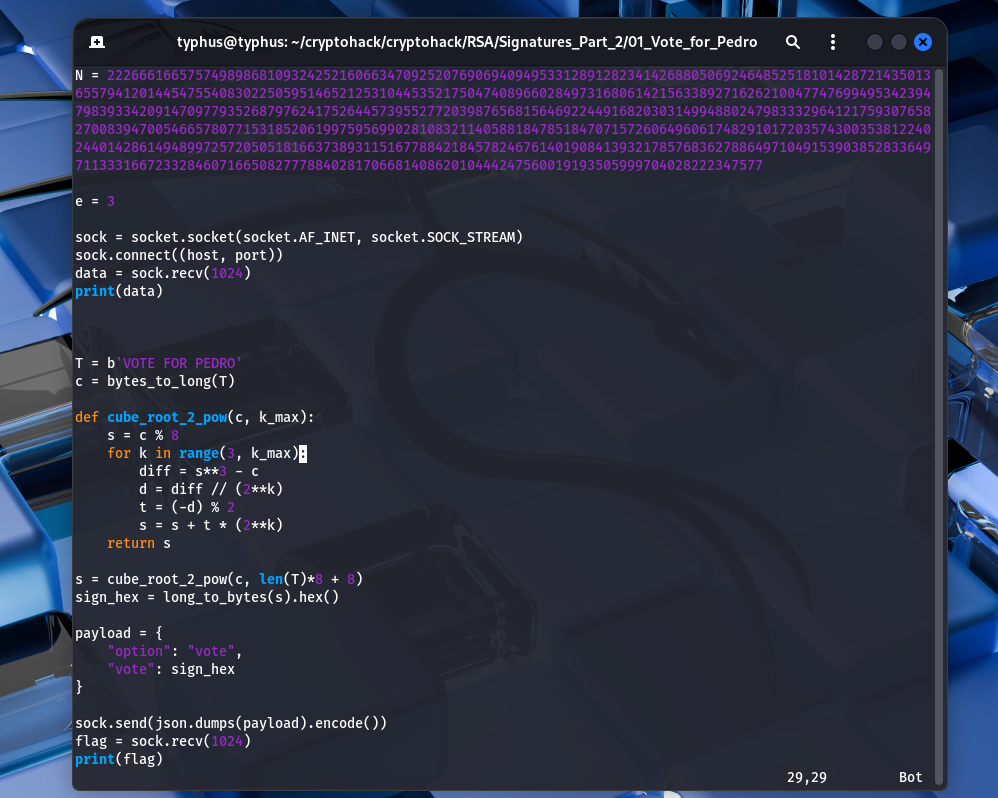 typhus@typhus: ~/cryptohack/cryptohack/RSA/Signatures_Part_2/01_Vote_for_Pedro
N = 22266616657574989868109324252160663470925207690694094953312891282341426880506924648525181014287214350136557941201445475540830225059514652125310445352175047408966028497316806142156338927162621004774769949534239479839334209147097793526879762417526445739552772039876568156469224491682030314994880247983332964121759307658270083947005466578077153185206199759569902810832114058818478518470715726064960617482910172035743003538122402440142861494899725720505181663738931151677884218457824676140190841393217857683627886497104915390385283364971133316672332846071665082777884028170668140862010444247560019193505999704028222347577
e = 3
sock = socket.socket(socket.AF_INET, socket.SOCK_STREAM)
sock.connect((host, port))
data = sock.recv(1024)
print(data)
T = b'VOTE FOR PEDRO'
c = bytes_to_long(T)
def cube_root_2_pow(c, k_max):
    s = c % 8
    for k in range(3, k_max):
        diff = s**3 - c
        d = diff // (2**k)
        t = (-d) % 2
        s = s + t * (2**k)
    return s
s = cube_root_2_pow(c, len(T)*8 + 8)
sign_hex = long_to_bytes(s).hex()
payload = {
    "option": "vote",
    "vote": sign_hex
}
sock.send(json.dumps(payload).encode())
flag = sock.recv(1024)
print(flag)
29,29 Bot